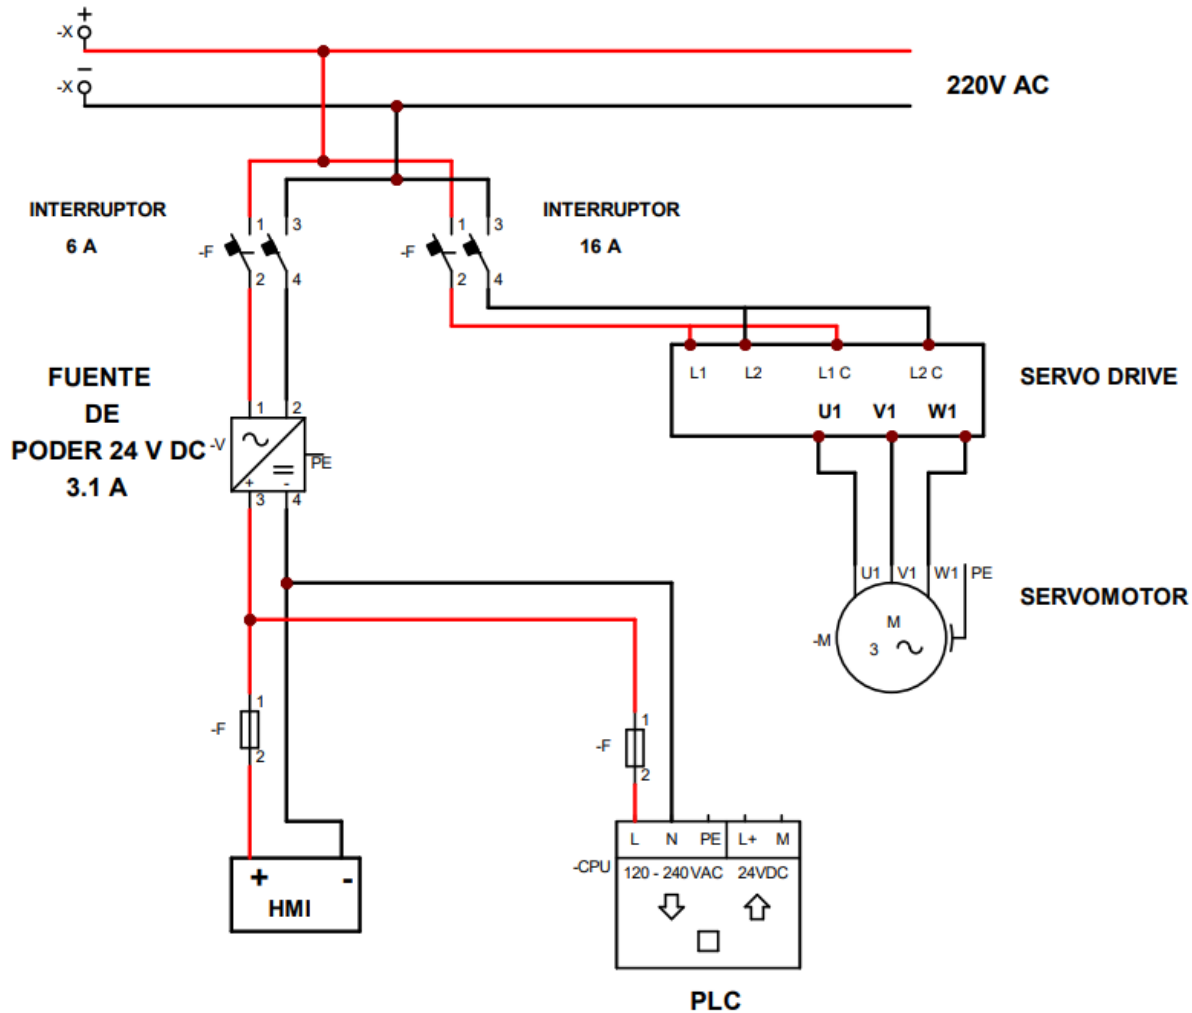 +
-X
−
-X
220V AC
INTERRUPTOR
6 A
INTERRUPTOR
16 A
-F
1
3
2
4
-F
1
3
2
4
FUENTE
DE
PODER 24 V DC
3.1 A
-V
1
2
+
-
PE
3
4
L1
L2
L1 C
L2 C
U1
V1
W1
SERVO DRIVE
U1
V1
W1
PE
-M
M
3
SERVOMOTOR
-F
1
2
-F
1
2
+
-
HMI
-CPU
L
N
PE
L+
M
120 - 240 VAC
24VDC
PLC